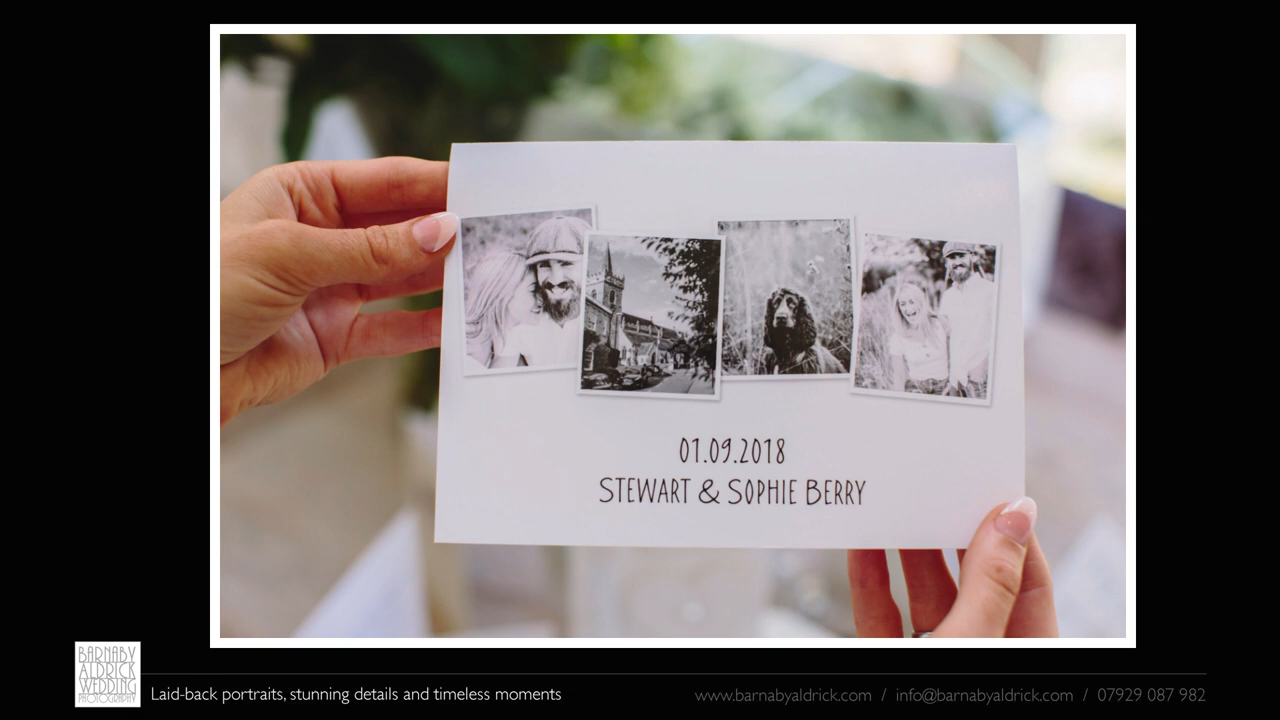 01.09.2018
STEWART & SOPHIE BERRY
BARNABY
ALDRICK
WEDDING
PHOTOGRAPHY
Laid-back portraits, stunning details and timeless moments
www.barnabyaldrick.com / info@barnabyaldrick.com / 07929 087 982